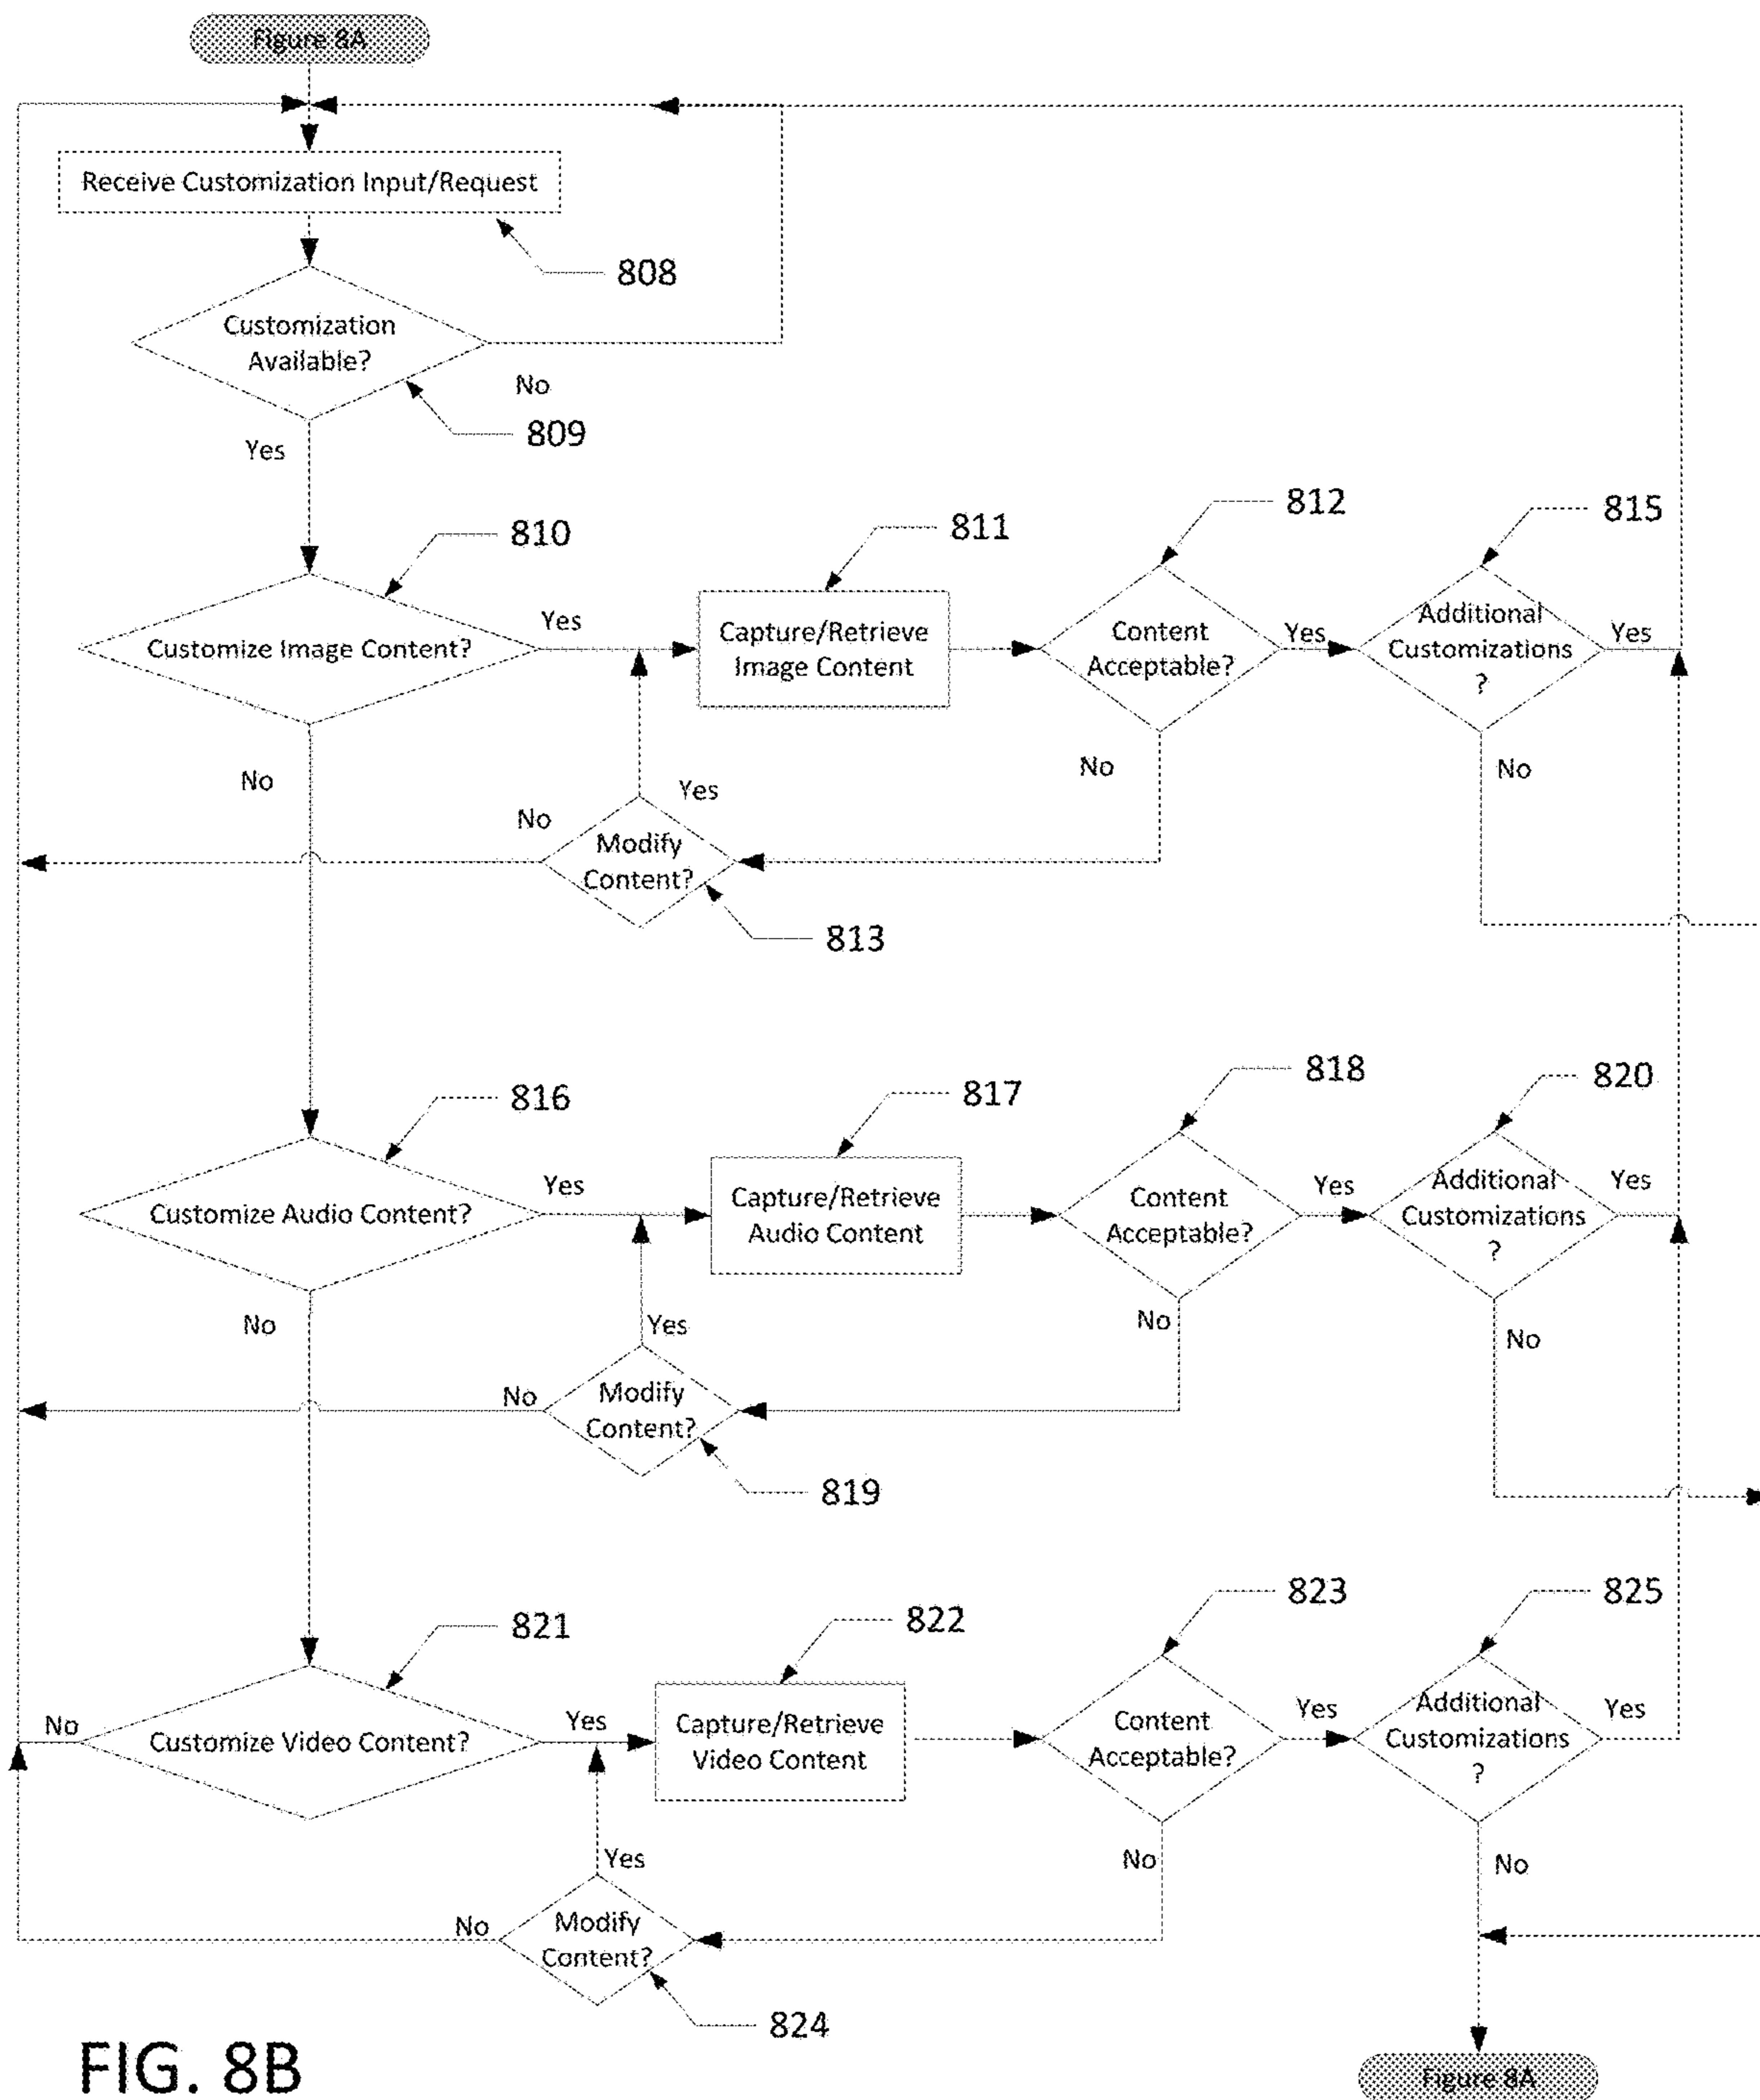 Figure 8A
Receive Customization Input/Request
808
Customization
Available?
No
809
Yes
810
Customize Image Content?
Yes
811
Capture/Retrieve
Image Content
812
Content
Acceptable?
Yes
815
Additional
Customizations
?
Yes
No
No
No
Yes
Modify
Content?
813
816
Customize Audio Content?
Yes
817
Capture/Retrieve
Audio Content
818
Content
Acceptable?
Yes
820
Additional
Customizations
?
Yes
No
No
No
Yes
No
Modify
Content?
819
821
No
Customize Video Content?
Yes
822
Capture/Retrieve
Video Content
823
Content
Acceptable?
Yes
825
Additional
Customizations
?
Yes
No
No
Yes
No
Modify
Content?
824
FIG. 8B
Figure 8A